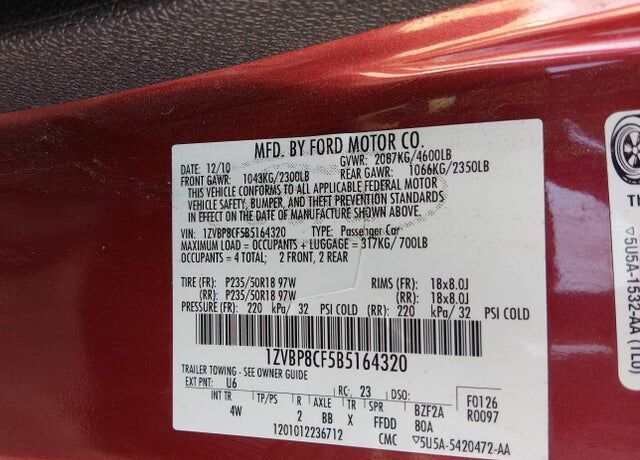 MFD. BY FORD MOTOR CO.
DATE: 12/10 GVWR: 2087KG/4600LB
FRONT GAWR: 1043KG/2300LB REAR GAWR: 1066KG/2350LB
THIS VEHICLE CONFORMS TO ALL APPLICABLE FEDERAL MOTOR
VEHICLE SAFETY, BUMPER, AND THEFT PREVENTION STANDARDS
IN EFFECT ON THE DATE OF MANUFACTURE SHOWN ABOVE.
VIN: 1ZVBP8CF5B5164320 TYPE: Passenger Car
MAXIMUM LOAD = OCCUPANTS + LUGGAGE = 317KG/700LB
OCCUPANTS = 4 TOTAL; 2 FRONT, 2 REAR
TIRE (FR): P235/50R18 97W RIMS (FR): 18x8.0J
(RR): P235/50R18 97W (RR): 18x8.0J
PRESSURE (FR): 220 kPa/ 32 PSI COLD (RR): 220 kPa/ 32 PSI COLD
1ZVBP8CF5B5164320
TRAILER TOWING - SEE OWNER GUIDE
EXT PNT: U6 RC: 23 DSO: F0126
INT TR TP/PS R AXLE TR SPR BZF2A R0097
4W 2 BB X FFDD 80A
1201012236712 CMC 5U5A-5420472-AA
TH
5U5A-1532-AA (LO)